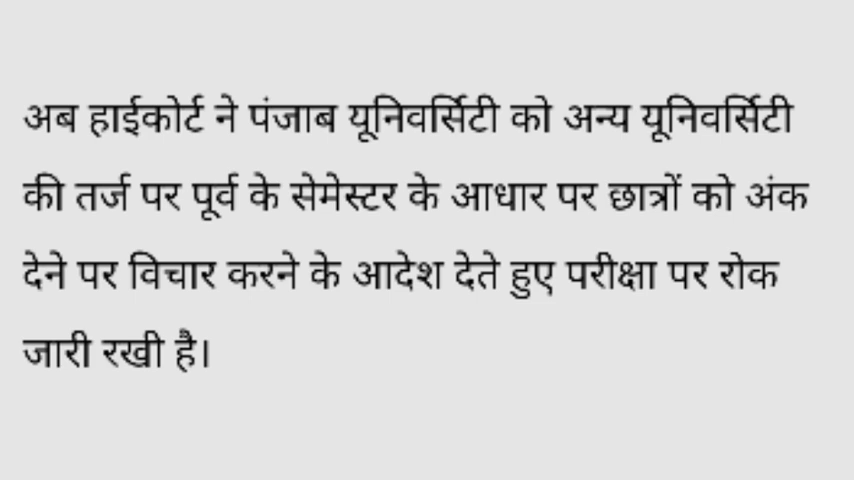 अब हाईकोर्ट ने पंजाब यूनिवर्सिटी को अन्य यूनिवर्सिटी
की तर्ज पर पूर्व के सेमेस्टर के आधार पर छात्रों को अंक
देने पर विचार करने के आदेश देते हुए परीक्षा पर रोक
जारी रखी है।